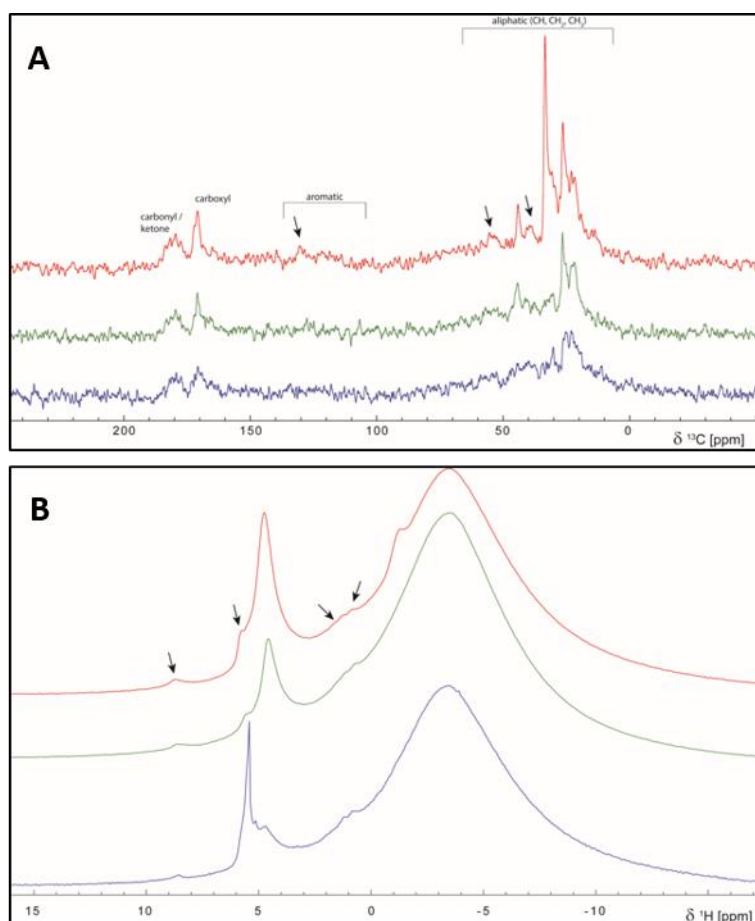 A
aliphatic (CH, CH₂, CH₃)
carbonyl /
ketone
carboxyl
aromatic
200 150 100 50 0
δ ¹³C [ppm]
B
15 10 5 0 -5 -10
δ ¹H [ppm]